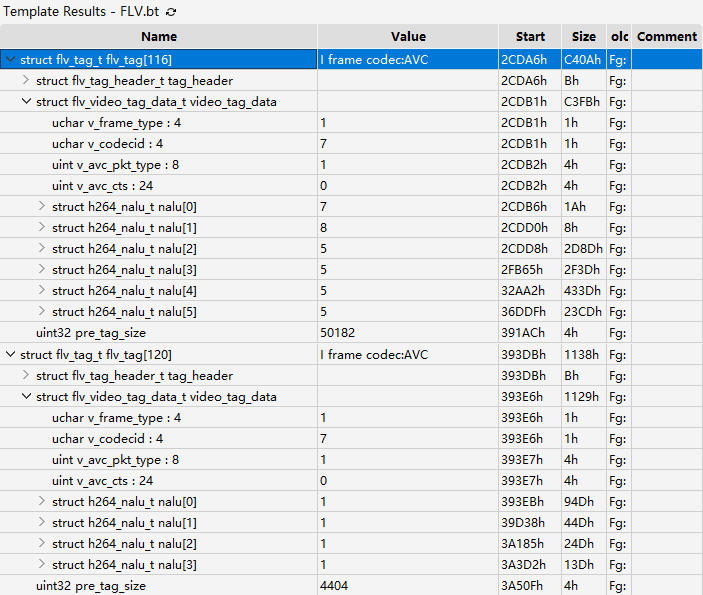 Template Results - FLV.bt
Name Value Start Size olc Comment
struct flv_tag_t flv_tag[116] I frame codec:AVC 2CDA6h C40Ah Fg:
struct flv_tag_header_t tag_header 2CDA6h Bh Fg:
struct flv_video_tag_data_t video_tag_data 2CDB1h C3FBh Fg:
uchar v_frame_type : 4 1 2CDB1h 1h Fg:
uchar v_codecid : 4 7 2CDB1h 1h Fg:
uint v_avc_pkt_type : 8 1 2CDB2h 4h Fg:
uint v_avc_cts : 24 0 2CDB2h 4h Fg:
struct h264_nalu_t nalu[0] 7 2CDB6h 1Ah Fg:
struct h264_nalu_t nalu[1] 8 2CDD0h 8h Fg:
struct h264_nalu_t nalu[2] 5 2CDD8h 2D8Dh Fg:
struct h264_nalu_t nalu[3] 5 2FB65h 2F3Dh Fg:
struct h264_nalu_t nalu[4] 5 32AA2h 433Dh Fg:
struct h264_nalu_t nalu[5] 5 36DDFh 23CDh Fg:
uint32 pre_tag_size 50182 391ACh 4h Fg:
struct flv_tag_t flv_tag[120] I frame codec:AVC 393DBh 1138h Fg:
struct flv_tag_header_t tag_header 393DBh Bh Fg:
struct flv_video_tag_data_t video_tag_data 393E6h 1129h Fg:
uchar v_frame_type : 4 1 393E6h 1h Fg:
uchar v_codecid : 4 7 393E6h 1h Fg:
uint v_avc_pkt_type : 8 1 393E7h 4h Fg:
uint v_avc_cts : 24 0 393E7h 4h Fg:
struct h264_nalu_t nalu[0] 1 393EBh 94Dh Fg:
struct h264_nalu_t nalu[1] 1 39D38h 44Dh Fg:
struct h264_nalu_t nalu[2] 1 3A185h 24Dh Fg:
struct h264_nalu_t nalu[3] 1 3A3D2h 13Dh Fg:
uint32 pre_tag_size 4404 3A50Fh 4h Fg: